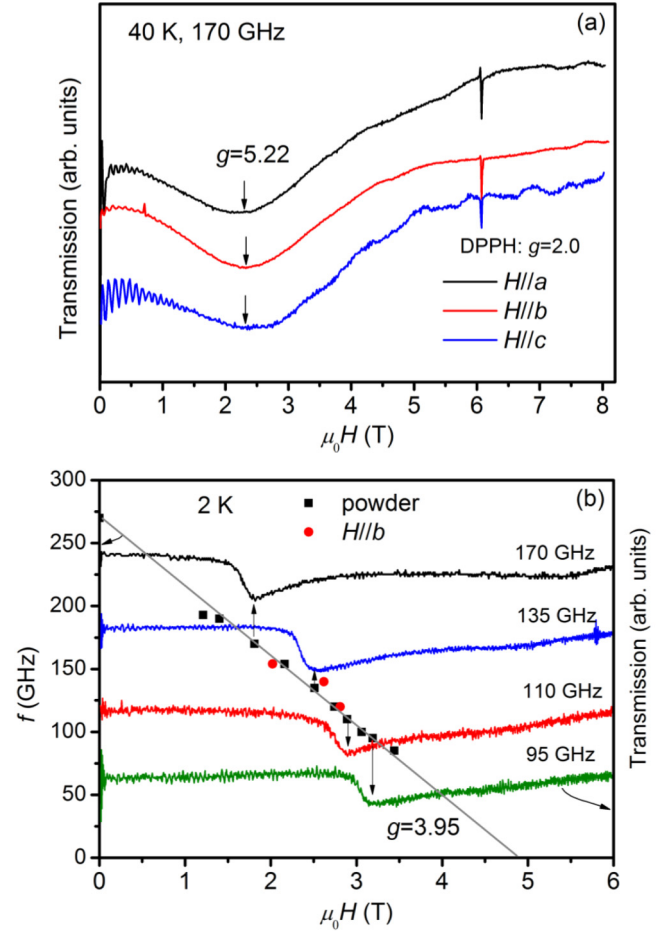 (a)
40 K, 170 GHz
Transmission (arb. units)
g=5.22
DPPH: g=2.0
H//a
H//b
H//c
0 1 2 3 4 5 6 7 8
μ₀H (T)
(b)
300
250
200
150
100
50
0
f (GHz)
2 K
powder
H//b
170 GHz
135 GHz
110 GHz
95 GHz
g=3.95
Transmission (arb. units)
0 1 2 3 4 5 6
μ₀H (T)